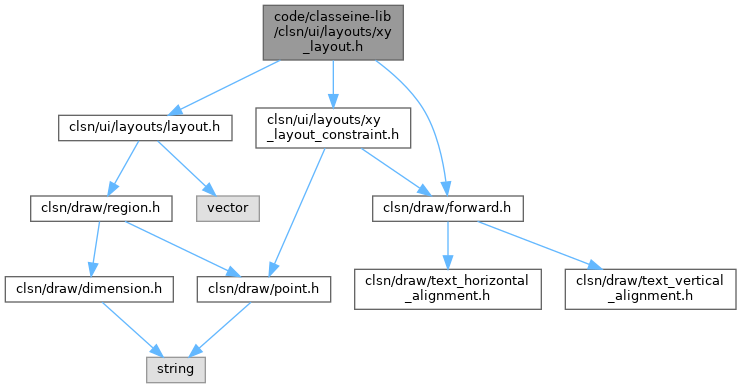 code/classeine-lib
/clsn/ui/layouts/xy
_layout.h
clsn/ui/layouts/layout.h
clsn/ui/layouts/xy
_layout_constraint.h
clsn/draw/region.h
vector
clsn/draw/forward.h
clsn/draw/dimension.h
clsn/draw/point.h
clsn/draw/text_horizontal
_alignment.h
clsn/draw/text_vertical
_alignment.h
string